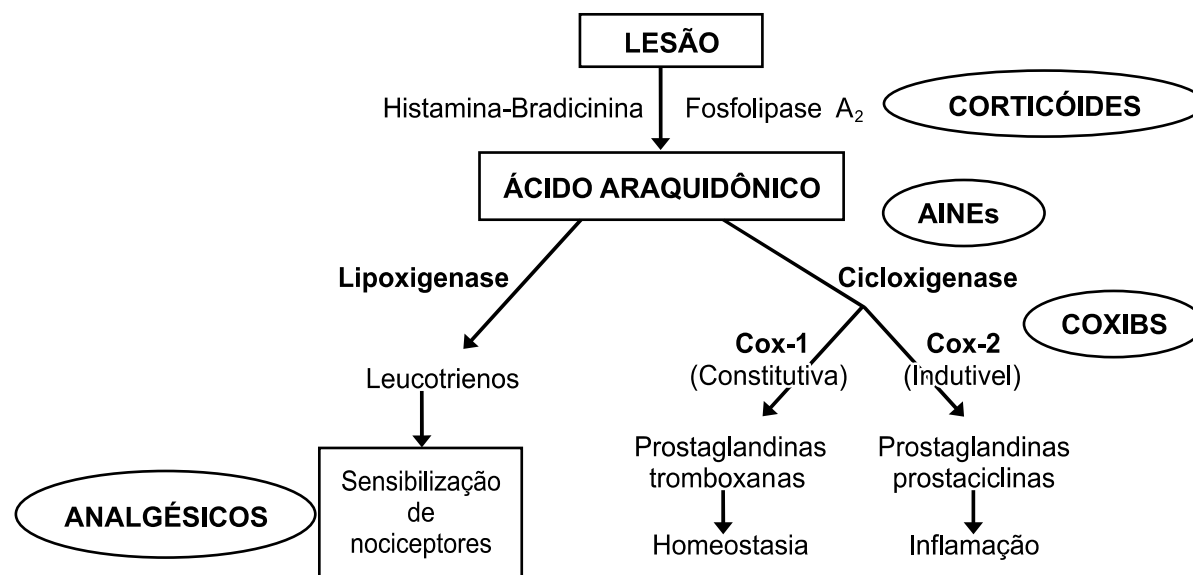 LESÃO
Histamina-Bradicinina
Fosfolipase A₂
CORTICÓIDES
ÁCIDO ARAQUIDÔNICO
AINEs
Lipoxigenase
Cicloxigenase
COXIBS
Cox-1
(Constitutiva)
Cox-2
(Indutivel)
Leucotrienos
Prostaglandinas
tromboxanas
Prostaglandinas
prostaciclinas
ANALGÉSICOS
Sensibilização
de
nociceptores
Homeostasia
Inflamação